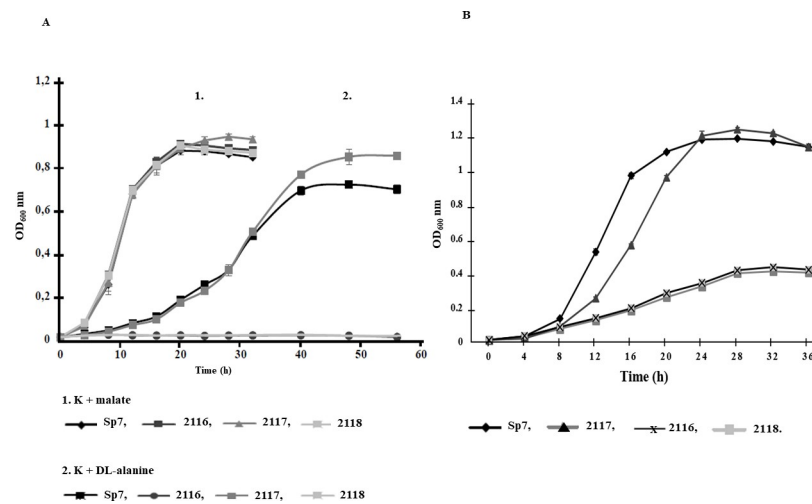 A
B
1,2
1
0,8
0,6
0,4
0,2
0
OD600 nm
1.
2.
0 10 20 30 40 50 60
Time (h)
1. K + malate
Sp7, 2116, 2117, 2118
2. K + DL-alanine
Sp7, 2116, 2117, 2118
1.4
1.2
1.0
0.8
0.6
0.4
0.2
0
OD600 nm
0 4 8 12 16 20 24 28 32 36
Time (h)
Sp7, 2117, x 2116, 2118.